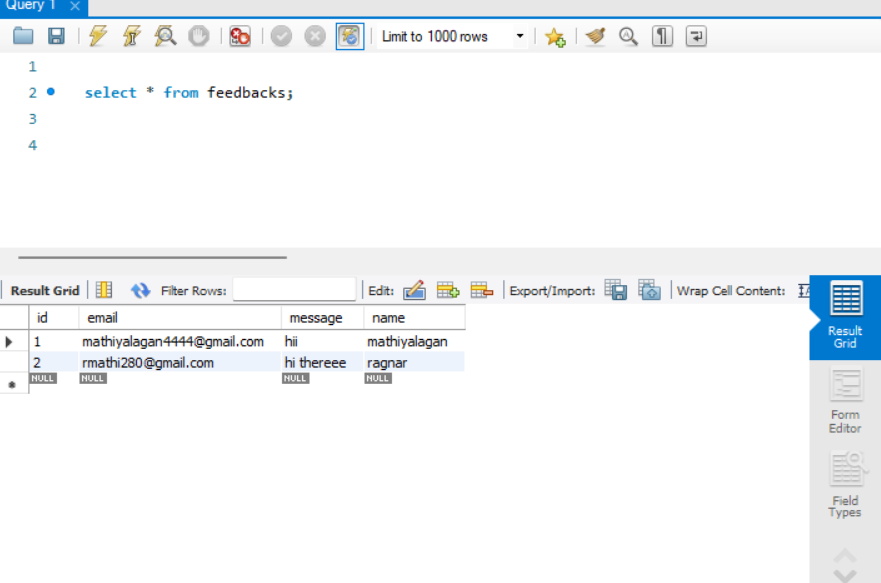 Query 1
Limit to 1000 rows
1
2 select * from feedbacks;
3
4
Result Grid Filter Rows: Edit: Export/Import: Wrap Cell Content:
id email message name
1 mathiyalagan4444@gmail.com hii mathiyalagan
2 rmathi280@gmail.com hi thereee ragnar
NULL NULL NULL NULL
Result
Grid
Form
Editor
Field
Types